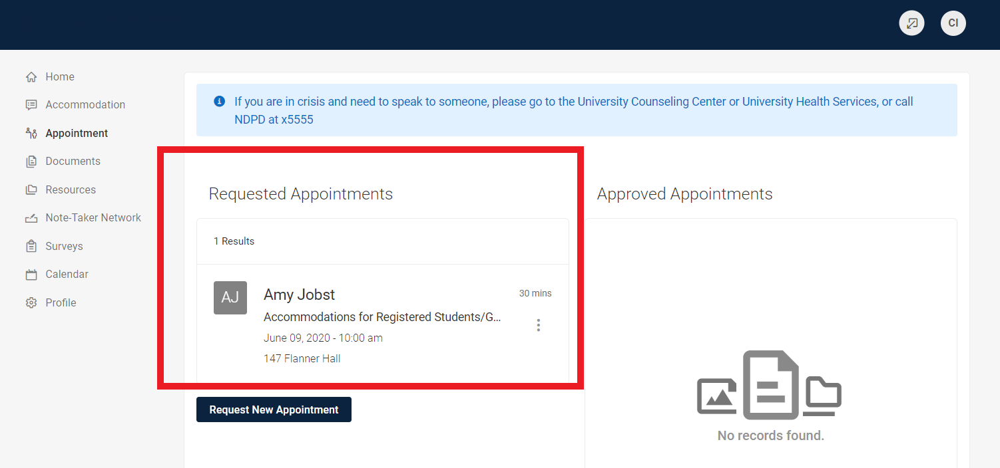 CI
Home
Accommodation
Appointment
Documents
Resources
Note-Taker Network
Surveys
Calendar
Profile
If you are in crisis and need to speak to someone, please go to the University Counseling Center or University Health Services, or call
NDPD at x5555
Requested Appointments
1 Results
AJ
Amy Jobst
30 mins
Accommodations for Registered Students/G...
June 09, 2020 - 10:00 am
147 Flanner Hall
Request New Appointment
Approved Appointments
No records found.